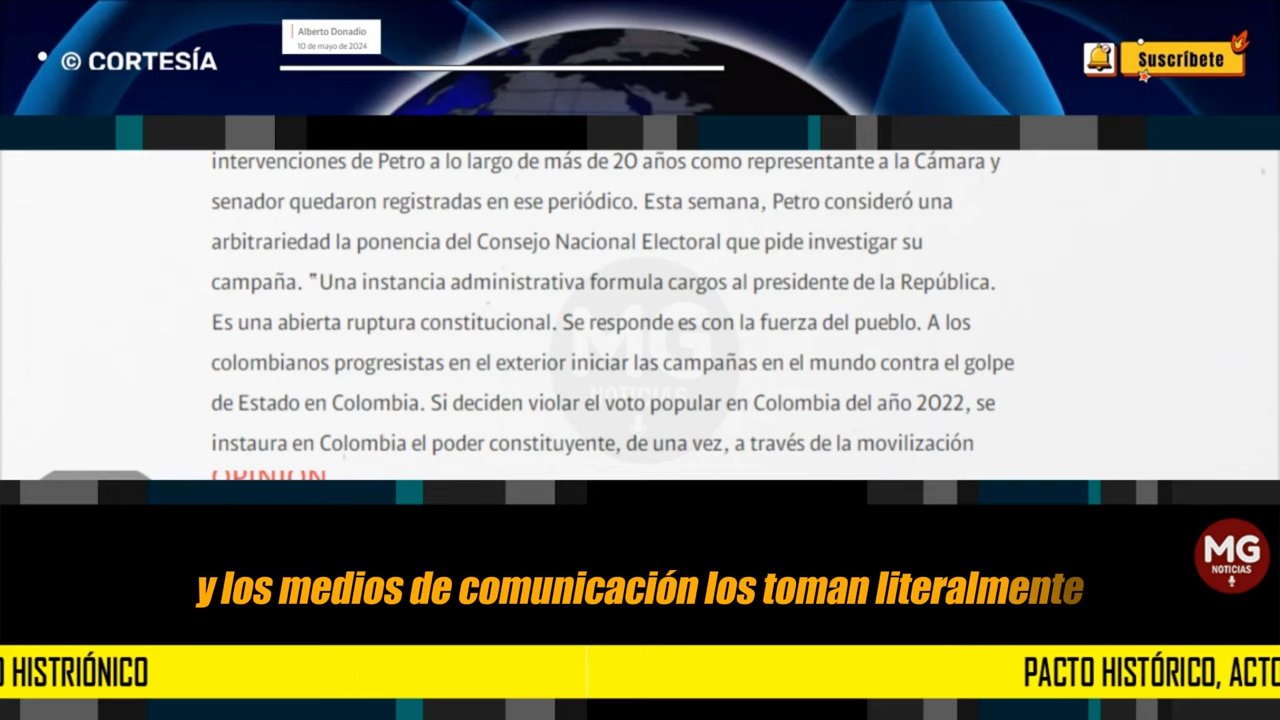 Alberto Donadio
10 de mayo de 2024
© CORTESÍA
Suscríbete
intervenciones de Petro a lo largo de más de 20 años como representante a la Cámara y
senador quedaron registradas en ese periódico. Esta semana, Petro consideró una
arbitrariedad la ponencia del Consejo Nacional Electoral que pide investigar su
campaña. "Una instancia administrativa formula cargos al presidente de la República.
Es una abierta ruptura constitucional. Se responde es con la fuerza del pueblo. A los
colombianos progresistas en el exterior iniciar las campañas en el mundo contra el golpe
de Estado en Colombia. Si deciden violar el voto popular en Colombia del año 2022, se
instaura en Colombia el poder constituyente, de una vez, a través de la movilización
OPINIÓN
MG
NOTICIAS
y los medios de comunicación los toman literalmente
MG
NOTICIAS
O HISTRIÓNICO
PACTO HISTÓRICO, ACTO